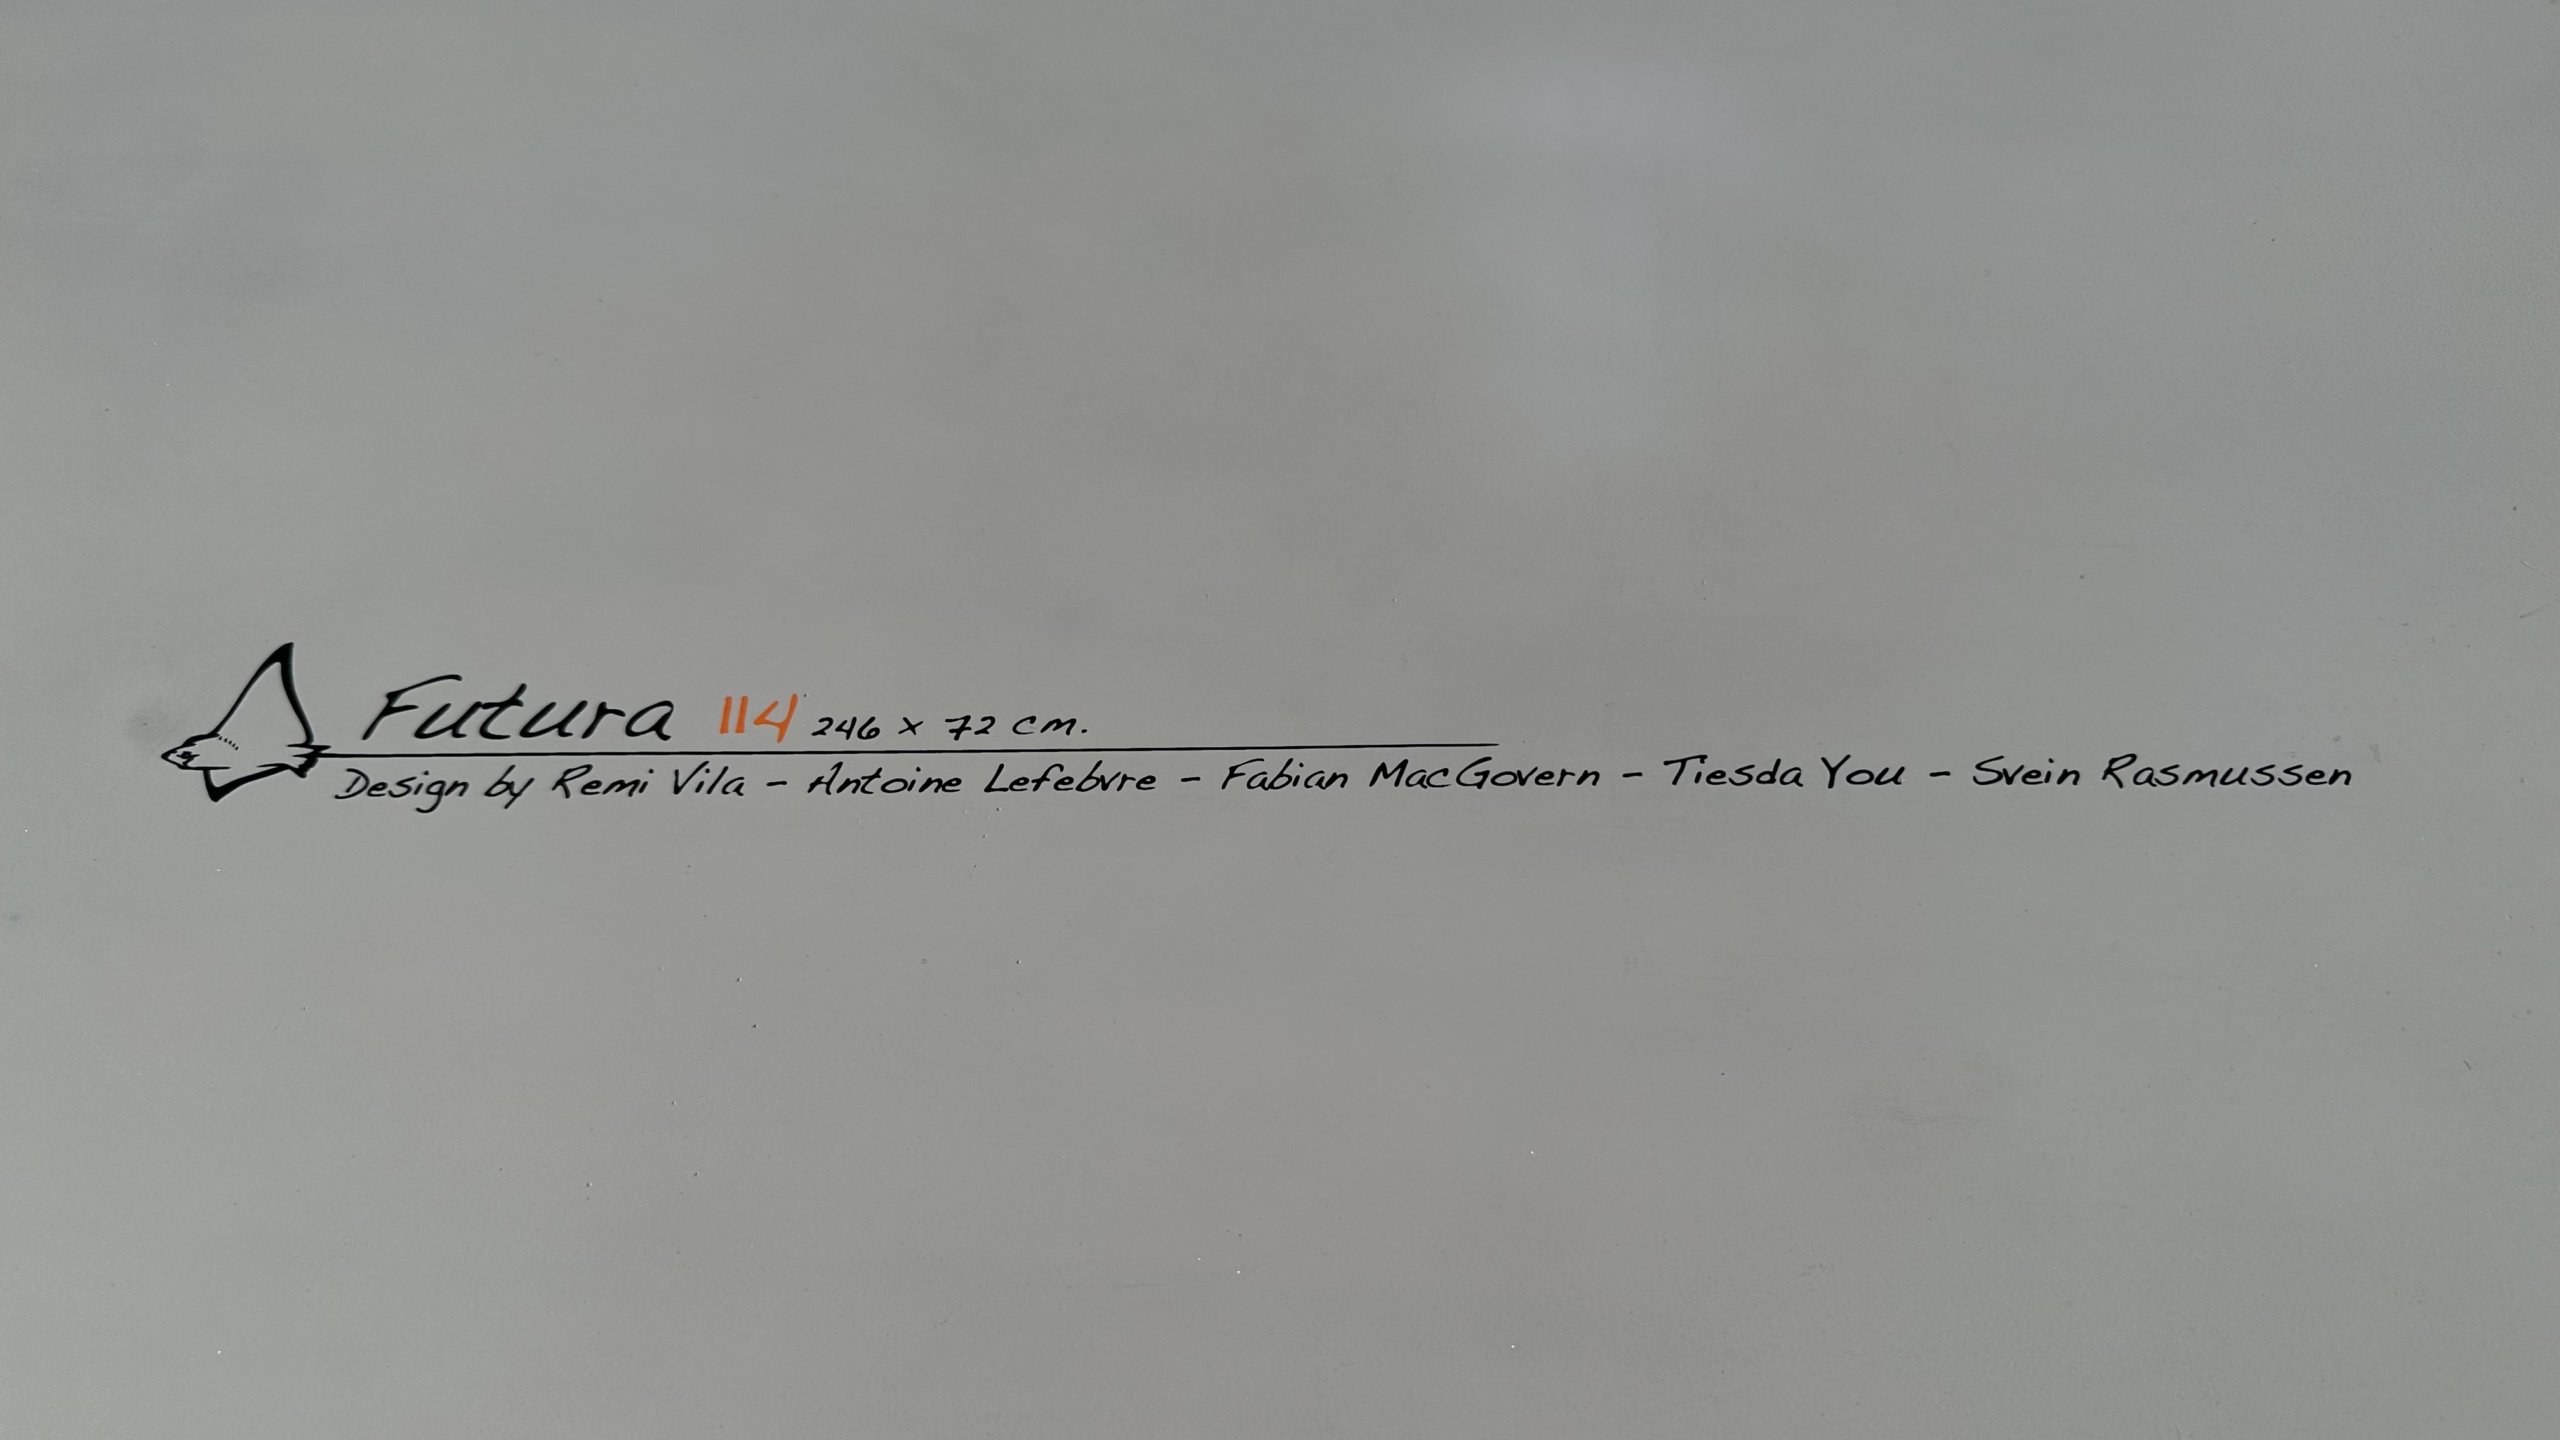 Futura 114 246 x 72 cm.
Design by Remi Vila - Antoine Lefebvre - Fabian MacGovern - Tiesda You - Svein Rasmussen